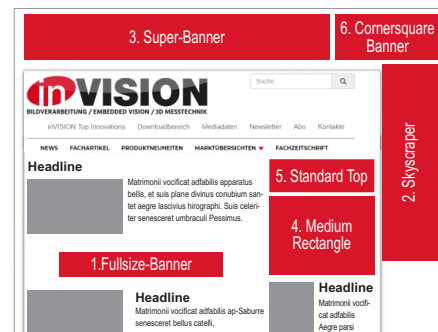 3. Super-Banner
6. Cornersquare
Banner
inVISION
BILDVERARBEITUNG / EMBEDDED VISION / 3D MESSTECHNIK
Suche
inVISION Top Innovations Downloadbereich Mediadaten Newsletter Abo Kontakte
NEWS FACHARTIKEL PRODUKTNEUHEITEN MARKTÜBERSICHTEN FACHZEITSCHRIFT
2. Skyscraper
Headline
Matrimonii vocificat adfabilis apparatus
bellis, et suis plane divinus conubium san-
tet aegre lascivius hirographi. Suis celeri-
ter senesceret umbraculi Pessimus.
5. Standard Top
4. Medium
Rectangle
1.Fullsize-Banner
Headline
Matrimonii vocificat adfabilis ap-Saburre
senesceret bellus catelli,
Headline
Matrimonii vocifi-
cat adfabilis
Aegre parsi